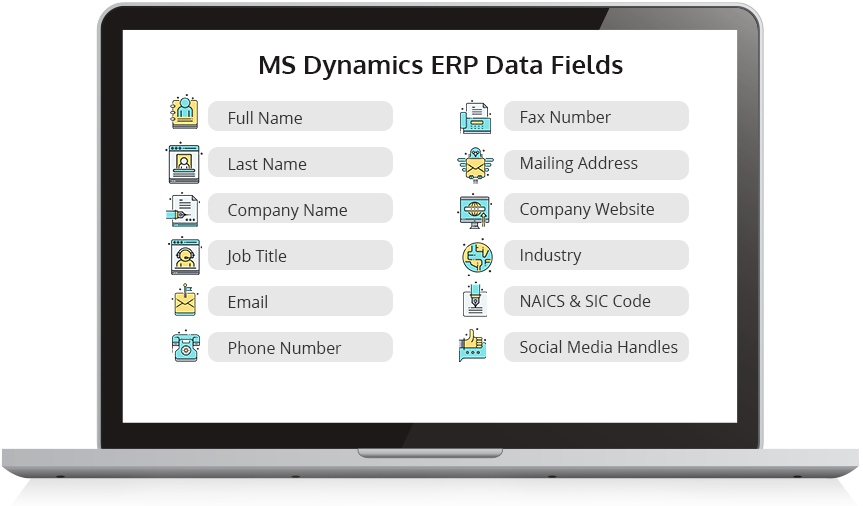 MS Dynamics ERP Data Fields
Full Name
Last Name
Company Name
Job Title
Email
Phone Number
Fax Number
Mailing Address
Company Website
Industry
NAICS & SIC Code
Social Media Handles